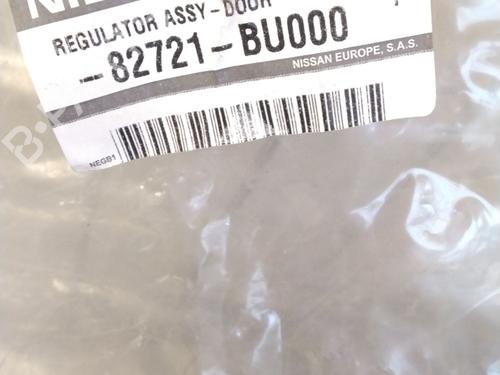 REGULATOR ASSY-DOOR
-82721-BU000
NISSAN EUROPE, S.A.S.
NEGB1